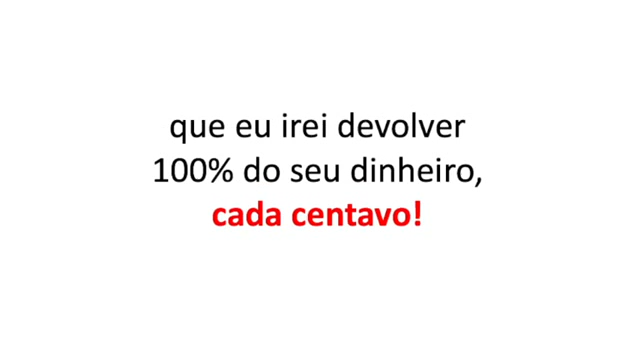 que eu irei devolver
100% do seu dinheiro,
cada centavo!